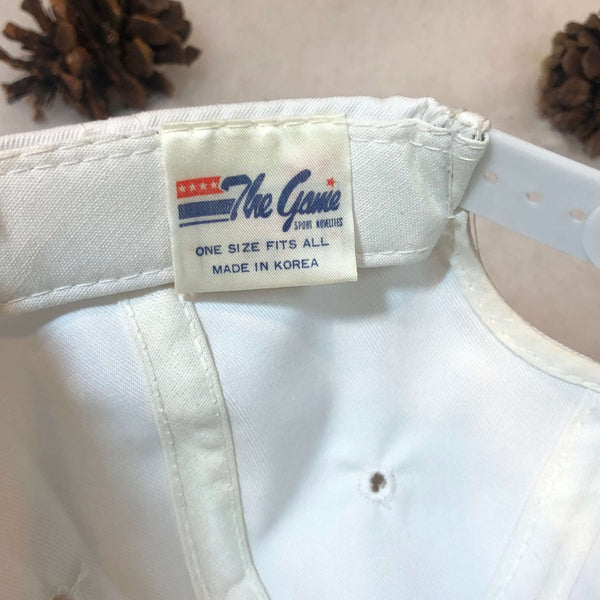 The Game
SPORT NOVELTIES
ONE SIZE FITS ALL
MADE IN KOREA